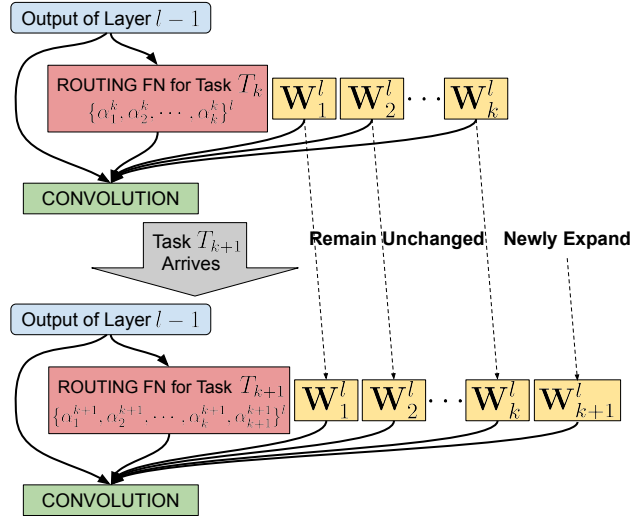 Output of Layer l − 1
ROUTING FN for Task T_k
{α_1^k, α_2^k, ⋯, α_k^k}^l
W_1^l W_2^l ⋯ W_k^l
CONVOLUTION
Task T_{k+1}
Arrives
Remain Unchanged Newly Expand
Output of Layer l − 1
ROUTING FN for Task T_{k+1}
{α_1^{k+1}, α_2^{k+1}, ⋯, α_k^{k+1}, α_{k+1}^{k+1}}^l
W_1^l W_2^l ⋯ W_k^l W_{k+1}^l
CONVOLUTION